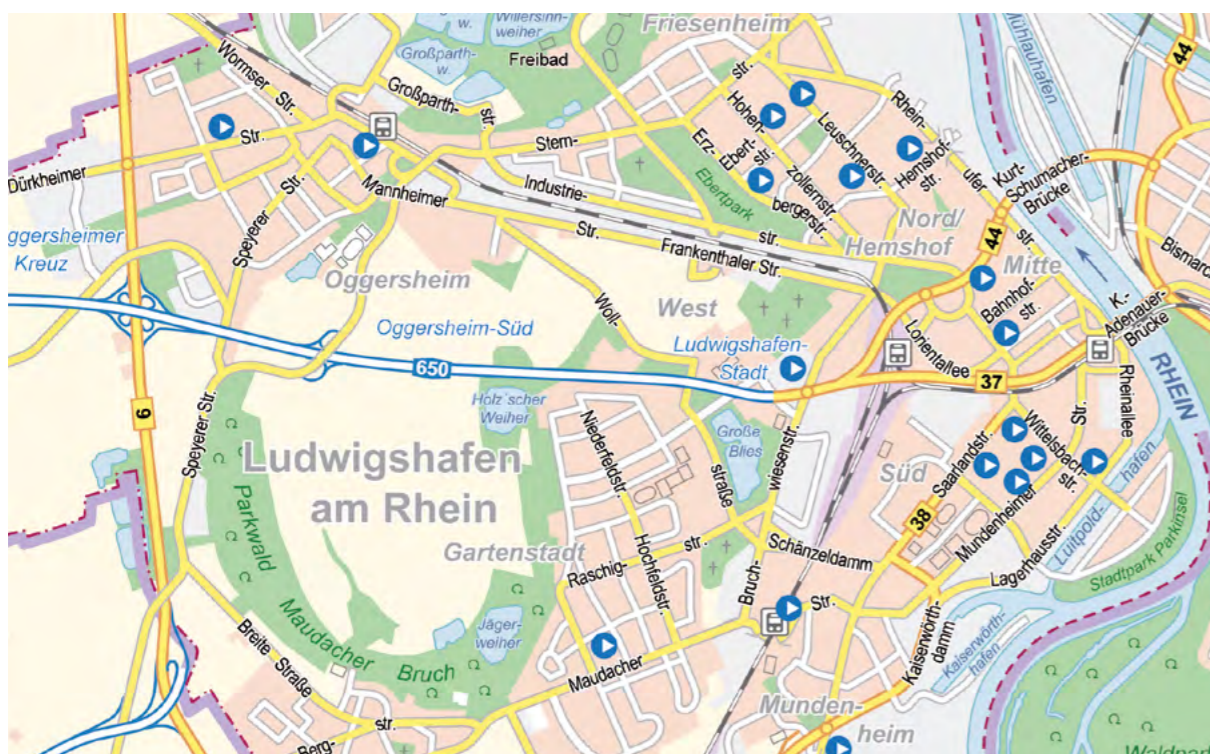 Willersinn-
weiher
w.
Großparth-
w.
Freibad
Friesenheim
Mühlauhafen
44
Wormser Str.
Großparth-
str.
Stern-
str.
Hohen-
zollernstr.
Leuschnerstr.
Rhein-
ufer
str.
Hemshof-
str.
Erz-
bergerstr.
Ebert-
str.
Ebertpark
Kurt-
Schumacher-
Brücke
Dürkheimer
Str.
Mannheimer
Str.
Industrie-
str.
Nord/
Hemshof
Bismarck
Speyerer
Str.
Frankenthaler Str.
44
Mitte
ggersheimer
Kreuz
Oggersheim
West
Bahnhof-
str.
K.-
Adenauer-
Brücke
Oggersheim-Süd
Woll-
straße
Ludwigshafen-
Stadt
Lorientallee
RHEIN
650
37
6
Holz'scher
Weiher
Rheinallee
Speyerer Str.
Niederfeldstr.
Große
Blies
wiesenstr.
Saarlandstr.
Wittelsbach-
str.
Ludwigshafen
am Rhein
Süd
Mundenheimer
Str.
Luitpold-
hafen
Parkwald
38
Gartenstadt
Hochfeldstr.
Raschig-
str.
Schänzeldamm
Lagerhausstr.
Stadtpark Parkinsel
Bruch-
Str.
Maudacher
Bruch
Jäger-
weiher
Kaiserwörth-
damm
Kaiserwörth-
hafen
Breite Straße
Maudacher
Berg-
str.
Munden-
heim
Waldpark